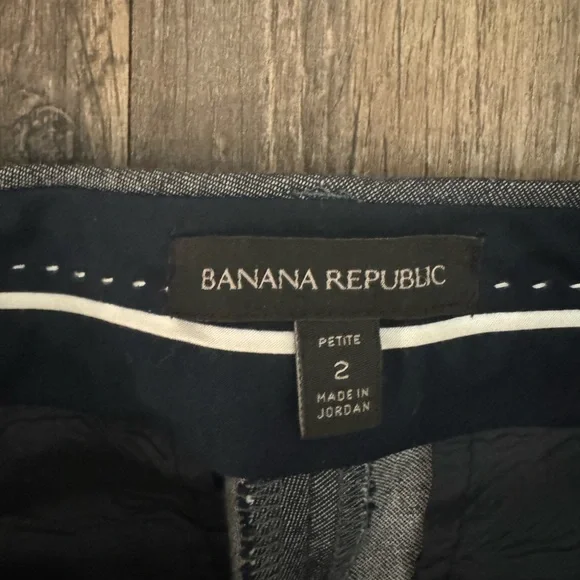 BANANA REPUBLIC
PETITE
2
MADE IN
JORDAN